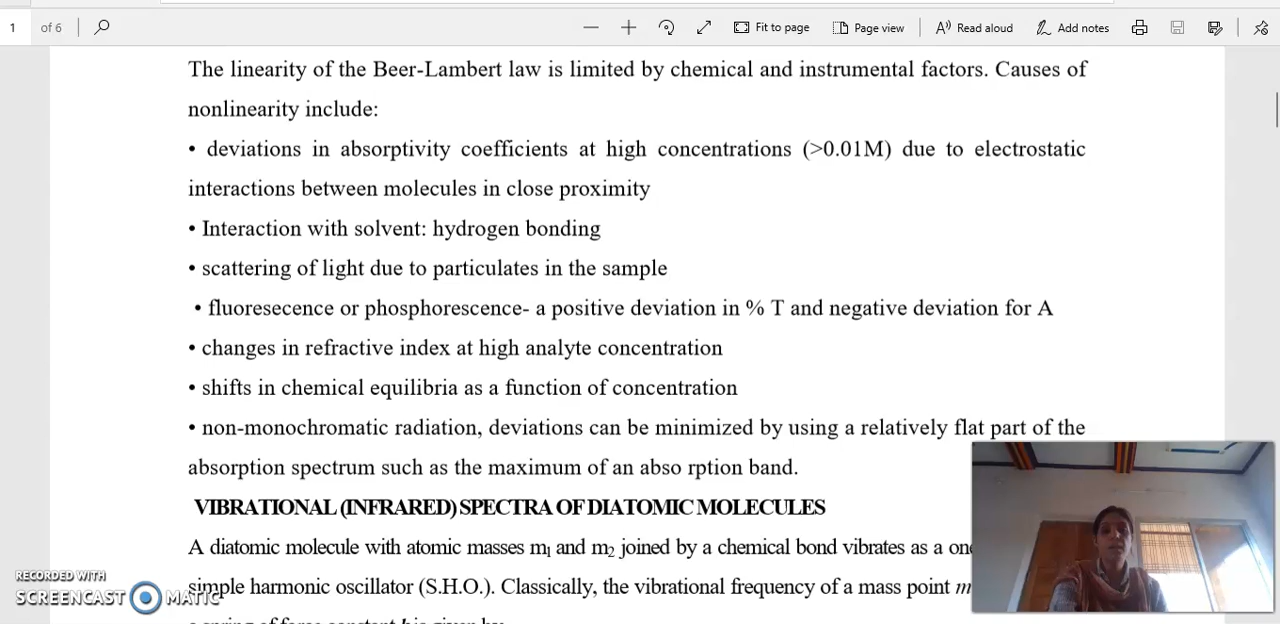 1 of 6 Fit to page Page view Read aloud Add notes
The linearity of the Beer-Lambert law is limited by chemical and instrumental factors. Causes of
nonlinearity include:
• deviations in absorptivity coefficients at high concentrations (>0.01M) due to electrostatic
interactions between molecules in close proximity
• Interaction with solvent: hydrogen bonding
• scattering of light due to particulates in the sample
• fluoresecence or phosphorescence- a positive deviation in % T and negative deviation for A
• changes in refractive index at high analyte concentration
• shifts in chemical equilibria as a function of concentration
• non-monochromatic radiation, deviations can be minimized by using a relatively flat part of the
absorption spectrum such as the maximum of an abso rption band.
VIBRATIONAL (INFRARED) SPECTRA OF DIATOMIC MOLECULES
A diatomic molecule with atomic masses m₁ and m₂ joined by a chemical bond vibrates as a
simple harmonic oscillator (S.H.O.). Classically, the vibrational frequency of a mass point m
RECORDED WITH
SCREENCAST MATIC